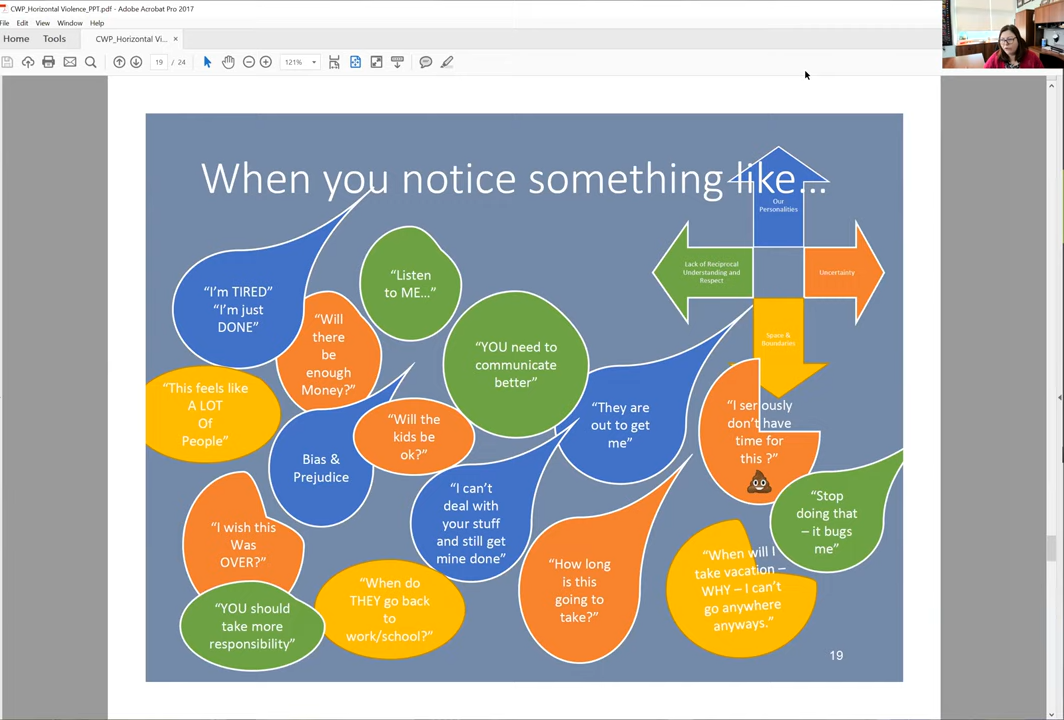 CWP_Horizontal Violence_PPT.pdf - Adobe Acrobat Pro 2017
File Edit View Window Help
Home Tools CWP_Horizontal Vi... ×
19 / 24 121%
When you notice something like...
Our
Personalities
Lack of Reciprocal
Understanding and
Respect
Uncertainty
Space &
Boundaries
"I'm TIRED"
"I'm just
DONE"
"Listen
to ME..."
"Will
there
be
enough
Money?"
"YOU need to
communicate
better"
"This feels like
A LOT
Of
People"
"Will the
kids be
ok?"
"They are
out to get
me"
"I seriously
don't have
time for
this ?"
Bias &
Prejudice
"I can't
deal with
your stuff
and still get
mine done"
"Stop
doing that
– it bugs
me"
"I wish this
Was
OVER?"
"How long
is this
going to
take?"
"When will I
take vacation –
WHY – I can't
go anywhere
anyways."
"When do
THEY go back
to
work/school?"
"YOU should
take more
responsibility"
19